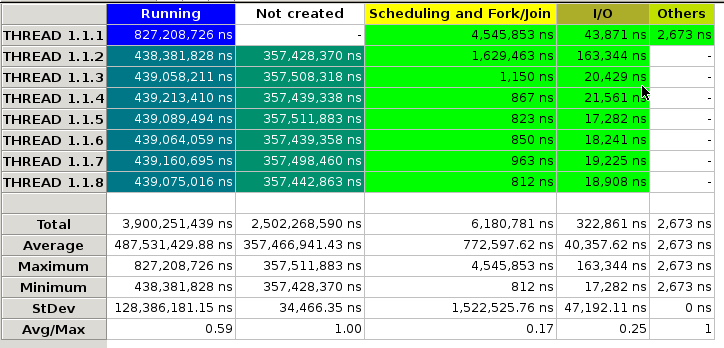 Running Not created Scheduling and Fork/Join I/O Others
THREAD 1.1.1 827,208,726 ns - 4,545,853 ns 43,871 ns 2,673 ns
THREAD 1.1.2 438,381,828 ns 357,428,370 ns 1,629,463 ns 163,344 ns -
THREAD 1.1.3 439,058,211 ns 357,508,318 ns 1,150 ns 20,429 ns -
THREAD 1.1.4 439,213,410 ns 357,439,338 ns 867 ns 21,561 ns -
THREAD 1.1.5 439,089,494 ns 357,511,883 ns 823 ns 17,282 ns -
THREAD 1.1.6 439,064,059 ns 357,439,358 ns 850 ns 18,241 ns -
THREAD 1.1.7 439,160,695 ns 357,498,460 ns 963 ns 19,225 ns -
THREAD 1.1.8 439,075,016 ns 357,442,863 ns 812 ns 18,908 ns -
Total 3,900,251,439 ns 2,502,268,590 ns 6,180,781 ns 322,861 ns 2,673 ns
Average 487,531,429.88 ns 357,466,941.43 ns 772,597.62 ns 40,357.62 ns 2,673 ns
Maximum 827,208,726 ns 357,511,883 ns 4,545,853 ns 163,344 ns 2,673 ns
Minimum 438,381,828 ns 357,428,370 ns 812 ns 17,282 ns 2,673 ns
StDev 128,386,181.15 ns 34,466.35 ns 1,522,525.76 ns 47,192.11 ns 0 ns
Avg/Max 0.59 1.00 0.17 0.25 1